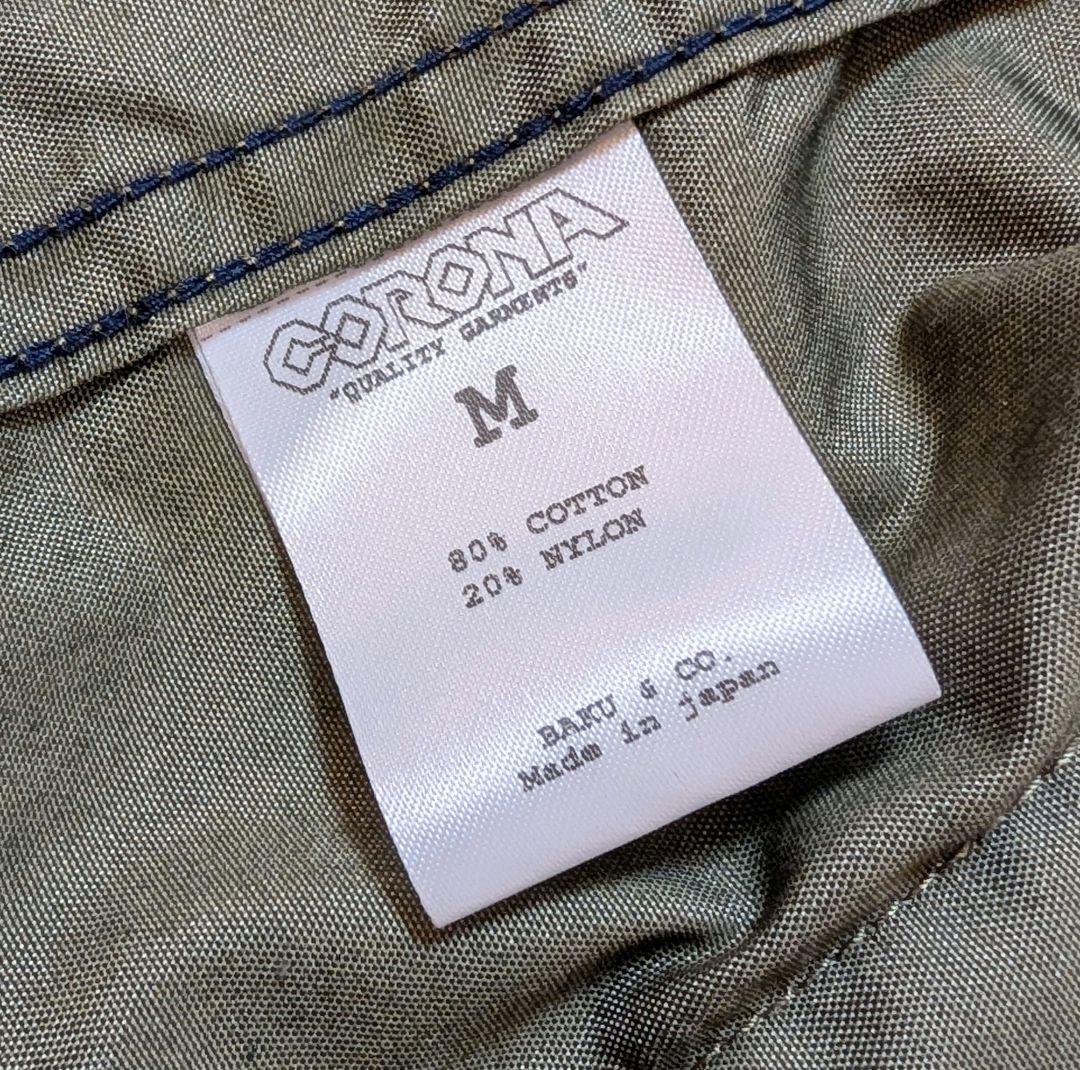 CORONA
"QUALITY GARMENTS"
M
80% COTTON
20% NYLON
BAKU & CO.
Made in japan